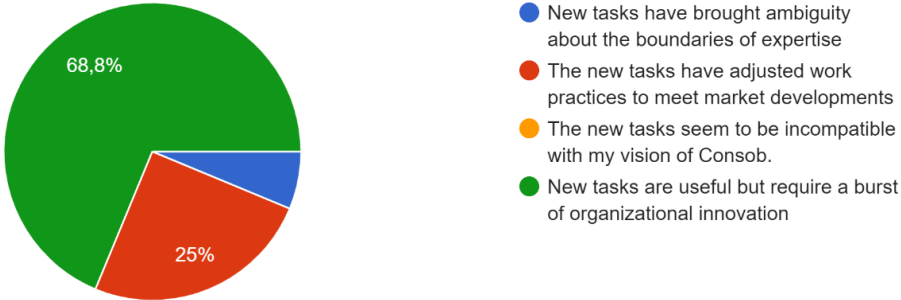 68,8%
25%
New tasks have brought ambiguity
about the boundaries of expertise
The new tasks have adjusted work
practices to meet market developments
The new tasks seem to be incompatible
with my vision of Consob.
New tasks are useful but require a burst
of organizational innovation